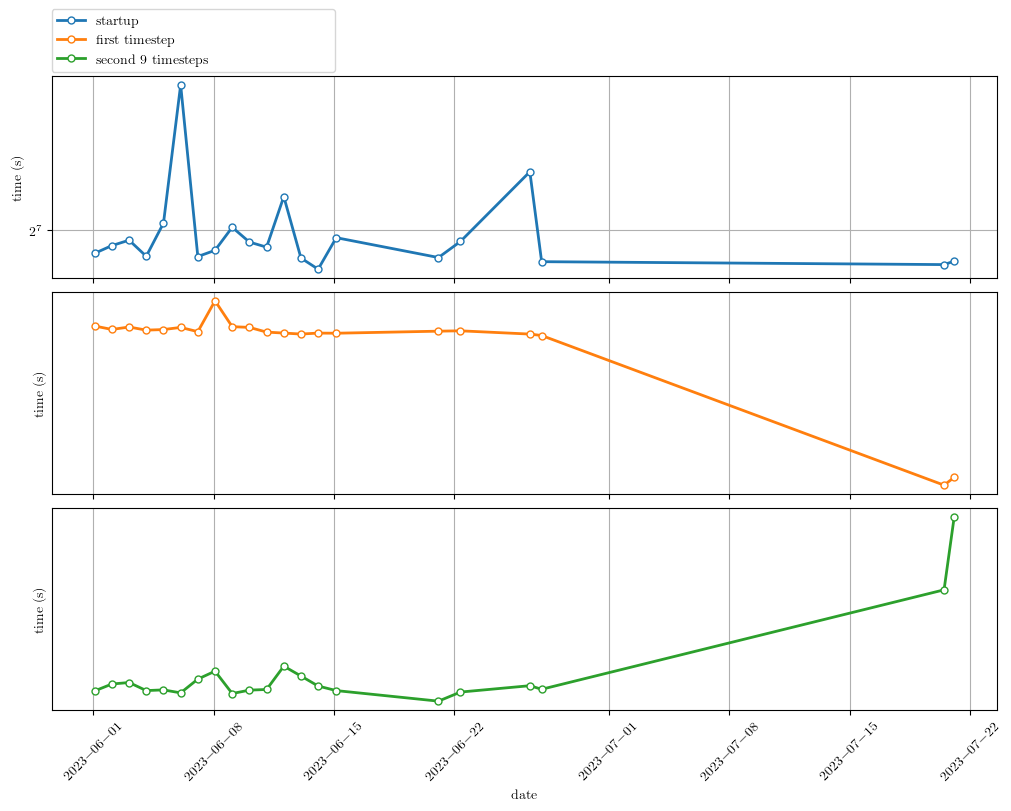 startup
first timestep
second 9 timesteps
time (s)
2^7
time (s)
time (s)
2023−06−01
2023−06−08
2023−06−15
2023−06−22
2023−07−01
2023−07−08
2023−07−15
2023−07−22
date